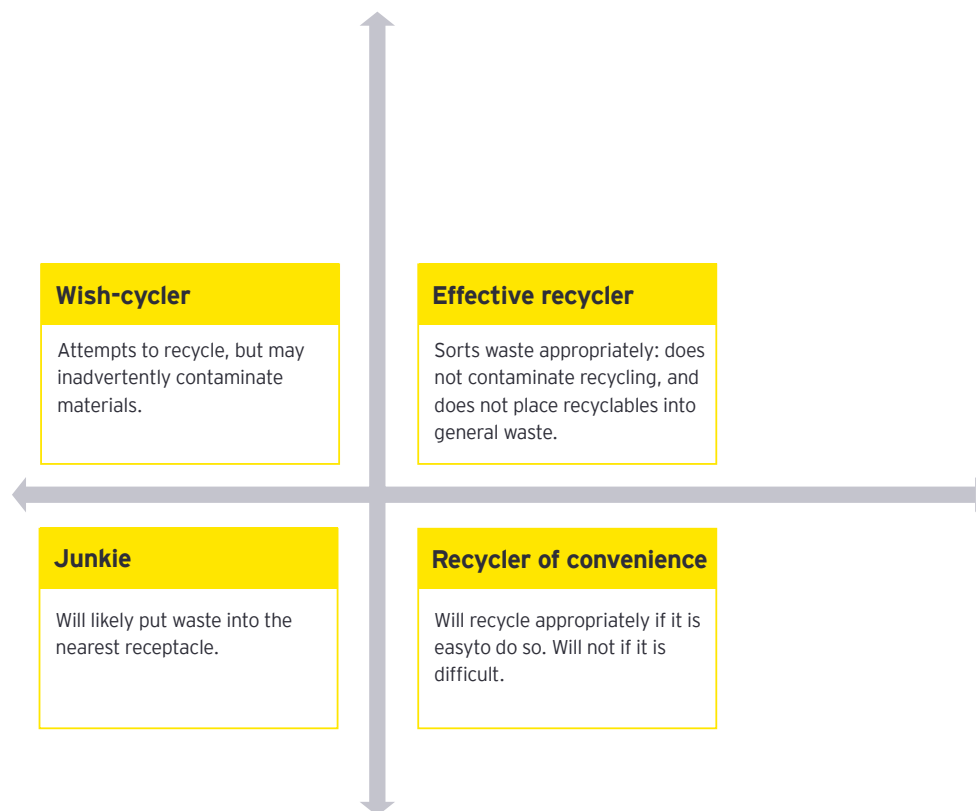 Wish-cycler
Attempts to recycle, but may
inadvertently contaminate
materials.
Effective recycler
Sorts waste appropriately: does
not contaminate recycling, and
does not place recyclables into
general waste.
Junkie
Will likely put waste into the
nearest receptacle.
Recycler of convenience
Will recycle appropriately if it is
easyto do so. Will not if it is
difficult.